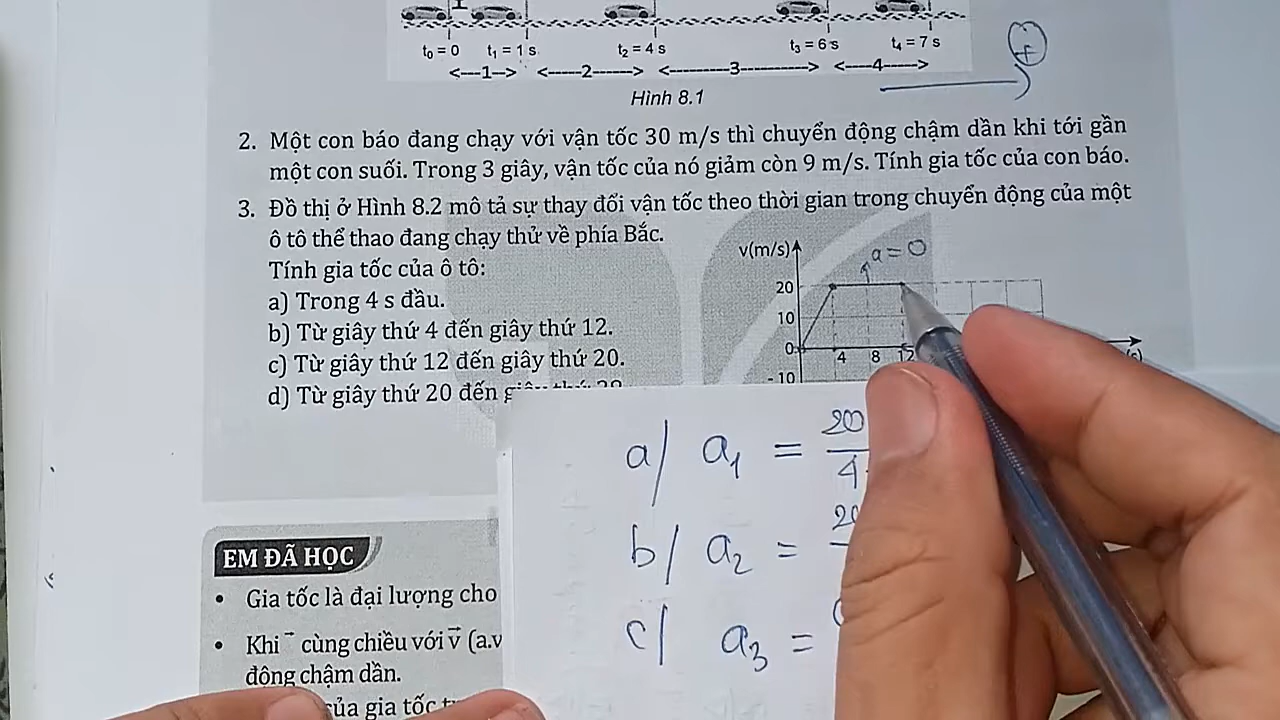 t₀ = 0 t₁ = 1 s t₂ = 4 s t₃ = 6 s t₄ = 7 s
<---1--> <-----2------> <---------3----------> <----4----->
+
Hình 8.1
2. Một con báo đang chạy với vận tốc 30 m/s thì chuyển động chậm dần khi tới gần
một con suối. Trong 3 giây, vận tốc của nó giảm còn 9 m/s. Tính gia tốc của con báo.
3. Đồ thị ở Hình 8.2 mô tả sự thay đổi vận tốc theo thời gian trong chuyển động của một
ô tô thể thao đang chạy thử về phía Bắc.
Tính gia tốc của ô tô:
a) Trong 4 s đầu.
b) Từ giây thứ 4 đến giây thứ 12.
c) Từ giây thứ 12 đến giây thứ 20.
d) Từ giây thứ 20 đến
v(m/s)
a = 0
20
10
0
4 8 12
- 10
a/ a₁ = 20
4
b/ a₂ = 20
c/ a₃ =
EM ĐÃ HỌC
• Gia tốc là đại lượng cho
• Khi cùng chiều với v⃗ (a.v
động chậm dần.
của gia tốc